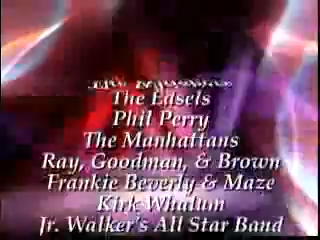 The Edsels
Phil Perry
The Manhattans
Ray, Goodman, & Brown
Frankie Beverly & Maze
Kirk Whalum
Jr. Walker's All Star Band